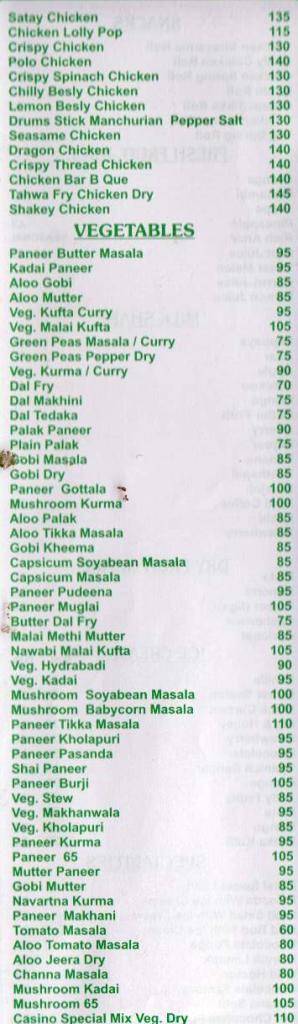 Satay Chicken 135
Chicken Lolly Pop 115
Crispy Chicken 130
Polo Chicken 140
Crispy Spinach Chicken 130
Chilly Besly Chicken 130
Lemon Besly Chicken 130
Drums Stick Manchurian Pepper Salt 130
Seasame Chicken 130
Dragon Chicken 140
Crispy Thread Chicken 140
Chicken Bar B Que 140
Tahwa Fry Chicken Dry 145
Shakey Chicken 140
VEGETABLES
Paneer Butter Masala 95
Kadai Paneer 95
Aloo Gobi 85
Aloo Mutter 85
Veg. Kufta Curry 95
Veg. Malai Kufta 105
Green Peas Masala / Curry 75
Green Peas Pepper Dry 75
Veg. Kurma / Curry 90
Dal Fry 70
Dal Makhini 75
Dal Tedaka 75
Palak Paneer 90
Plain Palak 75
Gobi Masala 85
Gobi Dry 85
Paneer Gottala 100
Mushroom Kurma 100
Aloo Palak 85
Aloo Tikka Masala 85
Gobi Kheema 85
Capsicum Soyabean Masala 85
Capsicum Masala 85
Paneer Pudeena 95
Paneer Muglai 105
Butter Dal Fry 75
Malai Methi Mutter 85
Nawabi Malai Kufta 105
Veg. Hydrabadi 90
Veg. Kadai 95
Mushroom Soyabean Masala 100
Mushroom Babycorn Masala 100
Paneer Tikka Masala 110
Paneer Kholapuri 95
Paneer Pasanda 95
Shai Paneer 95
Paneer Burji 105
Veg. Stew 85
Veg. Makhanwala 95
Veg. Kholapuri 85
Paneer Kurma 95
Paneer 65 105
Mutter Paneer 95
Gobi Mutter 85
Navartna Kurma 95
Paneer Makhani 95
Tomato Masala 60
Aloo Tomato Masala 80
Aloo Jeera Dry 80
Channa Masala 80
Mushroom Kadai 105
Mushroom 65 105
Casino Special Mix Veg. Dry 110